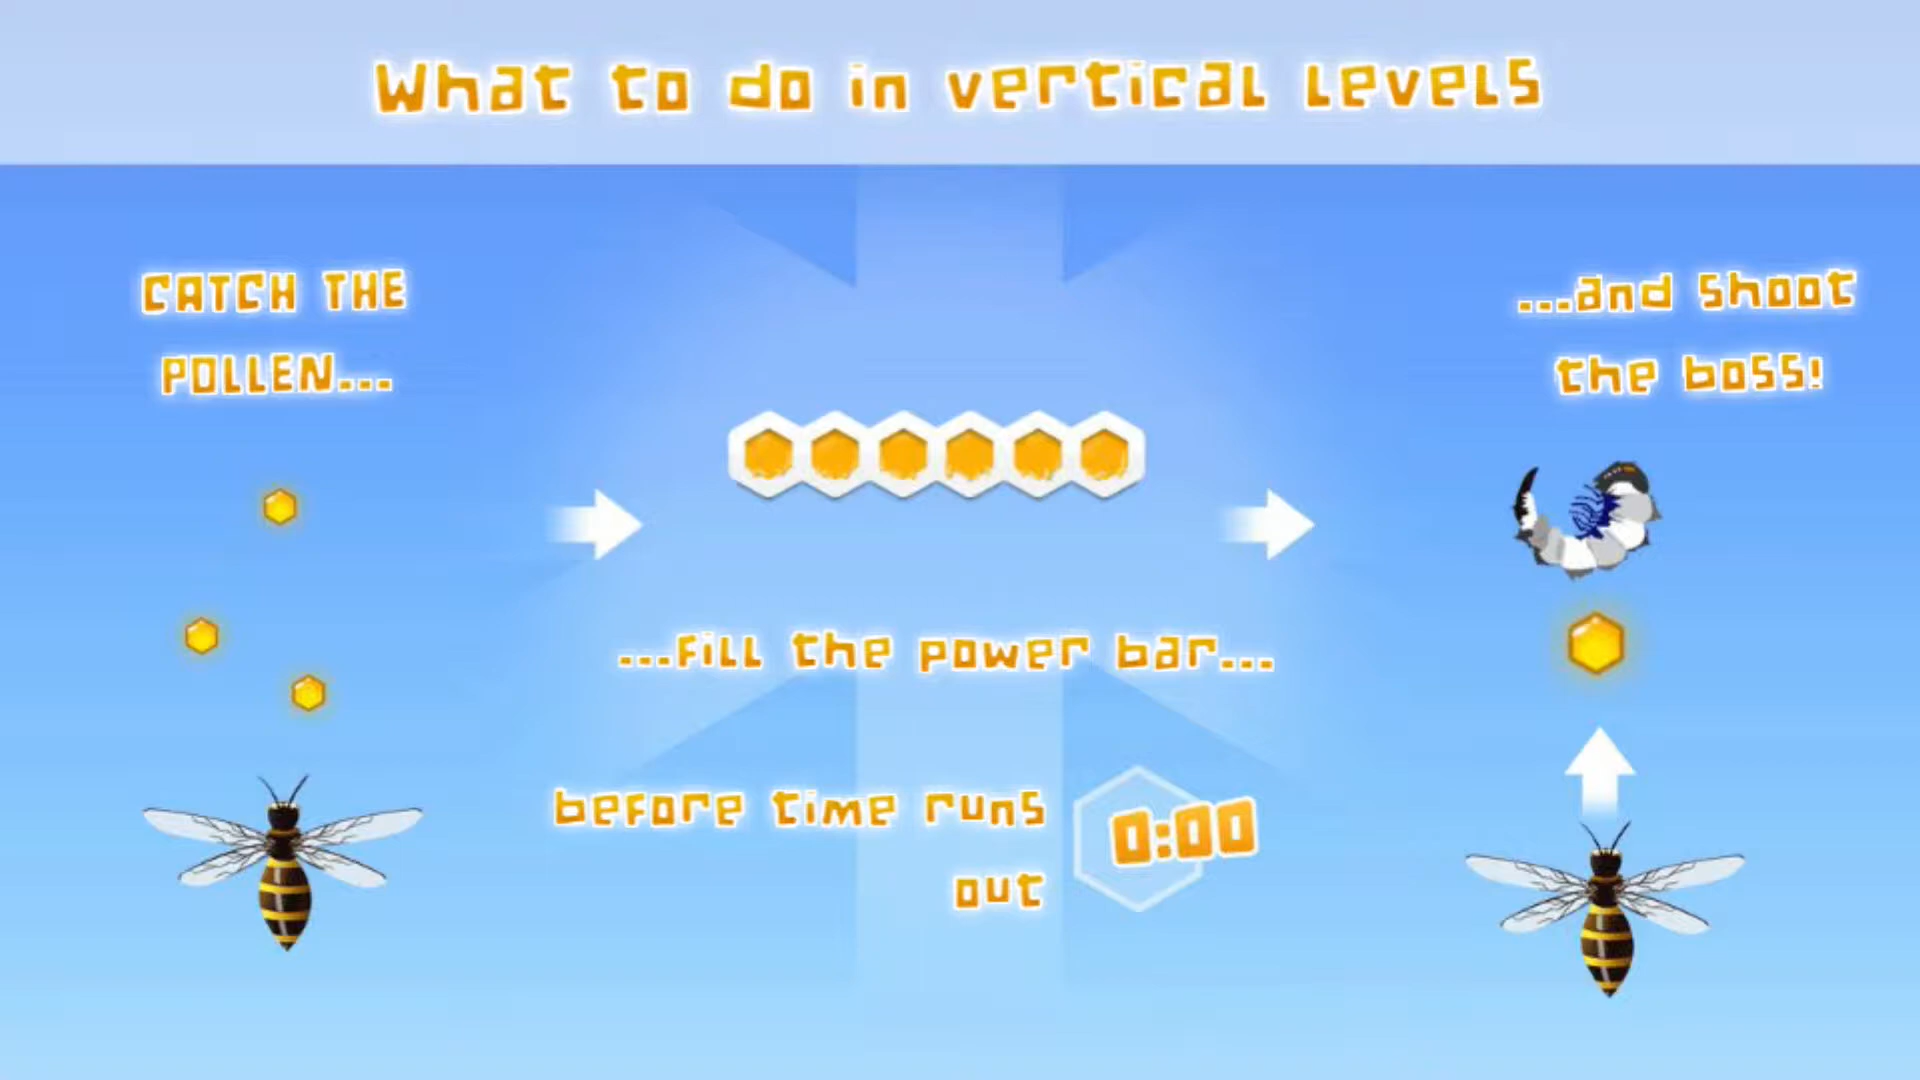 What to do in vertical levels
CATCH THE
POLLEN...
...fill the power bar...
before time runs
out
0:00
...and shoot
the boss!